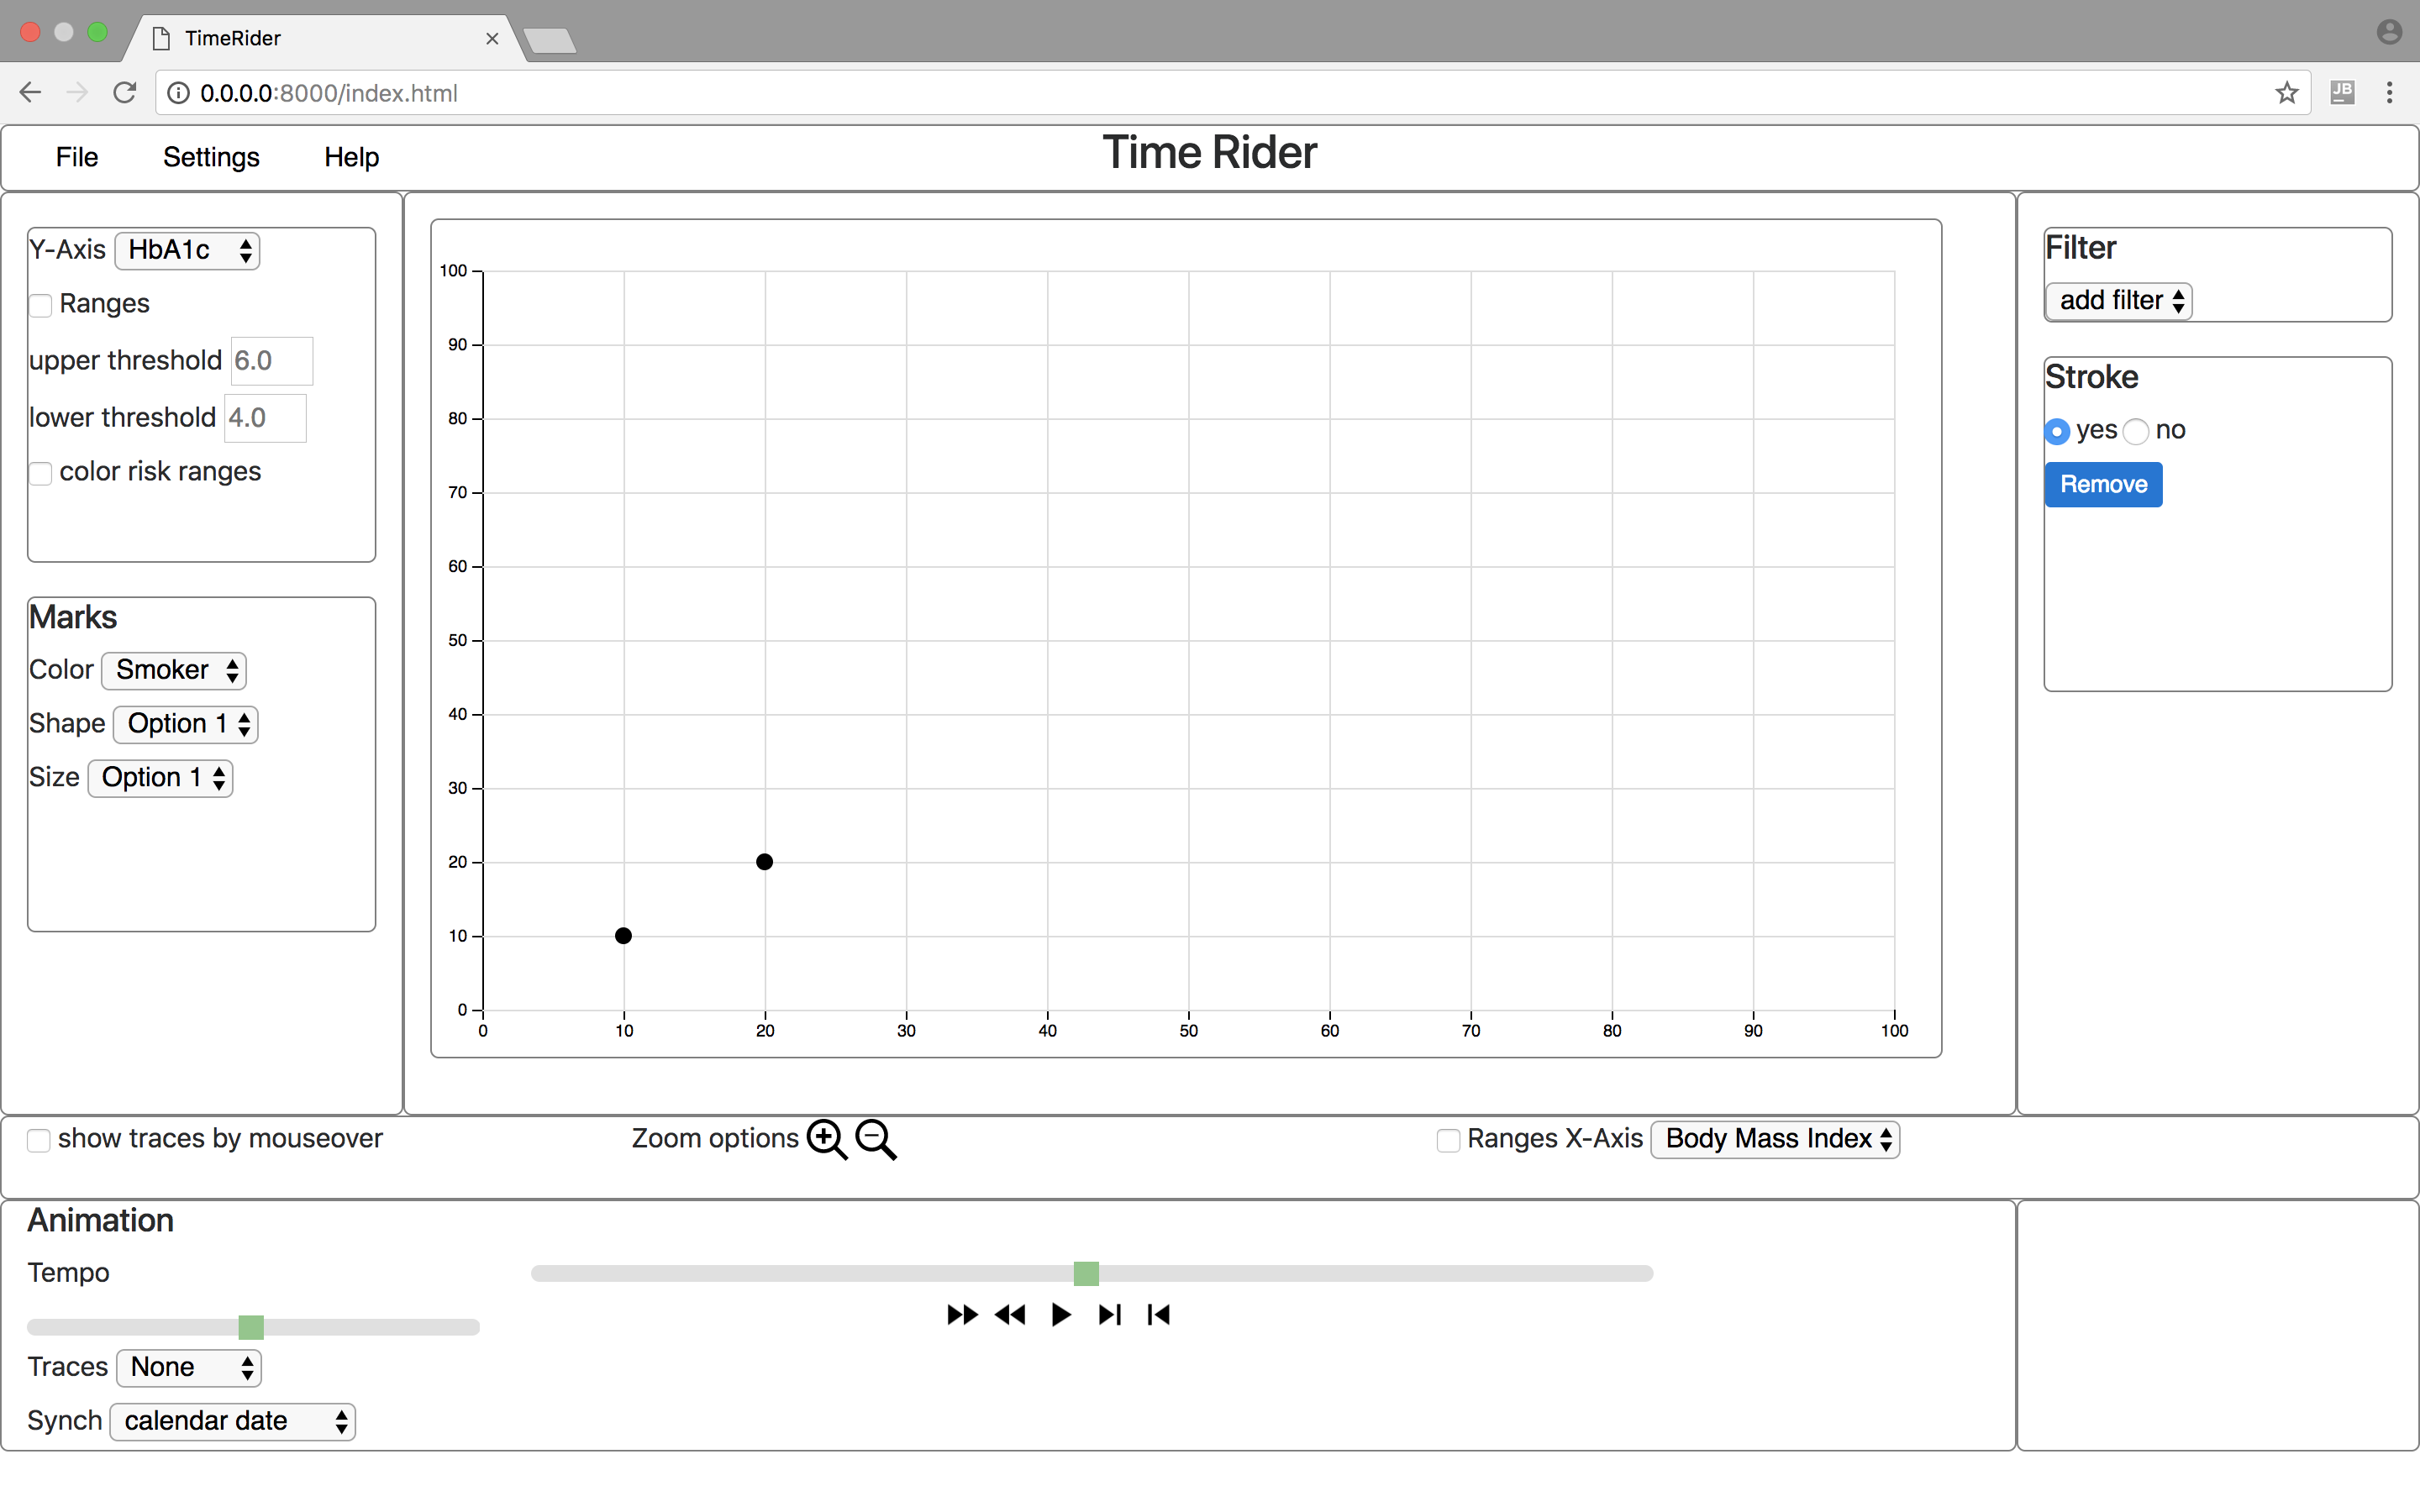 TimeRider
0.0.0.0:8000/index.html
JB
File Settings Help
Time Rider
Y-Axis HbA1c
Ranges
upper threshold 6.0
lower threshold 4.0
color risk ranges
Marks
Color Smoker
Shape Option 1
Size Option 1
100
90
80
70
60
50
40
30
20
10
0
0 10 20 30 40 50 60 70 80 90 100
Filter
add filter
Stroke
yes no
Remove
show traces by mouseover Zoom options Ranges X-Axis Body Mass Index
Animation
Tempo
Traces None
Synch calendar date